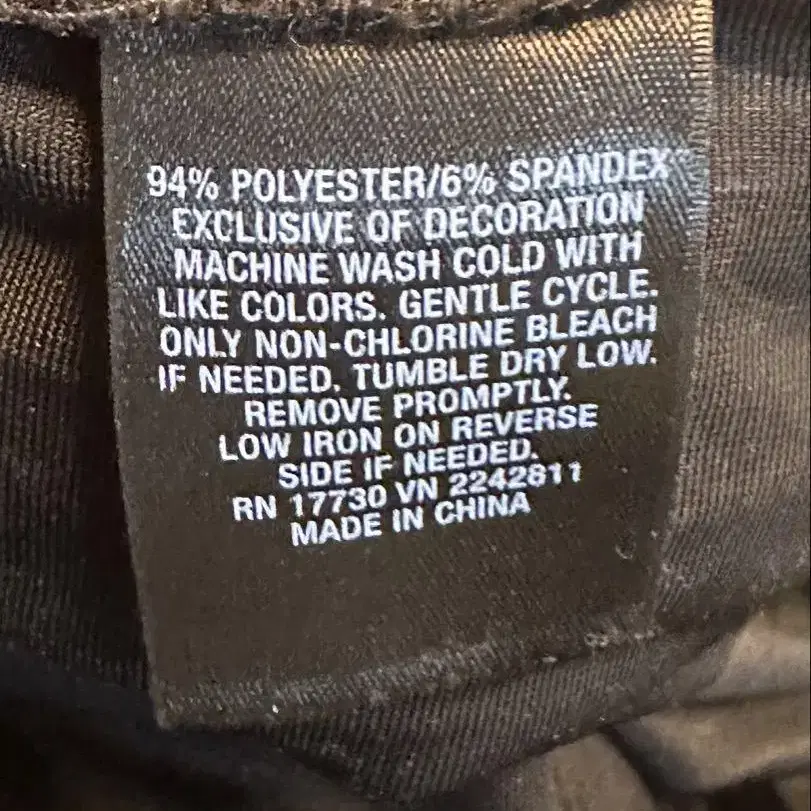 94% POLYESTER/6% SPANDEX
EXCLUSIVE OF DECORATION
MACHINE WASH COLD WITH
LIKE COLORS. GENTLE CYCLE.
ONLY NON-CHLORINE BLEACH
IF NEEDED. TUMBLE DRY LOW.
REMOVE PROMPTLY.
LOW IRON ON REVERSE
SIDE IF NEEDED.
RN 17730 VN 2242811
MADE IN CHINA